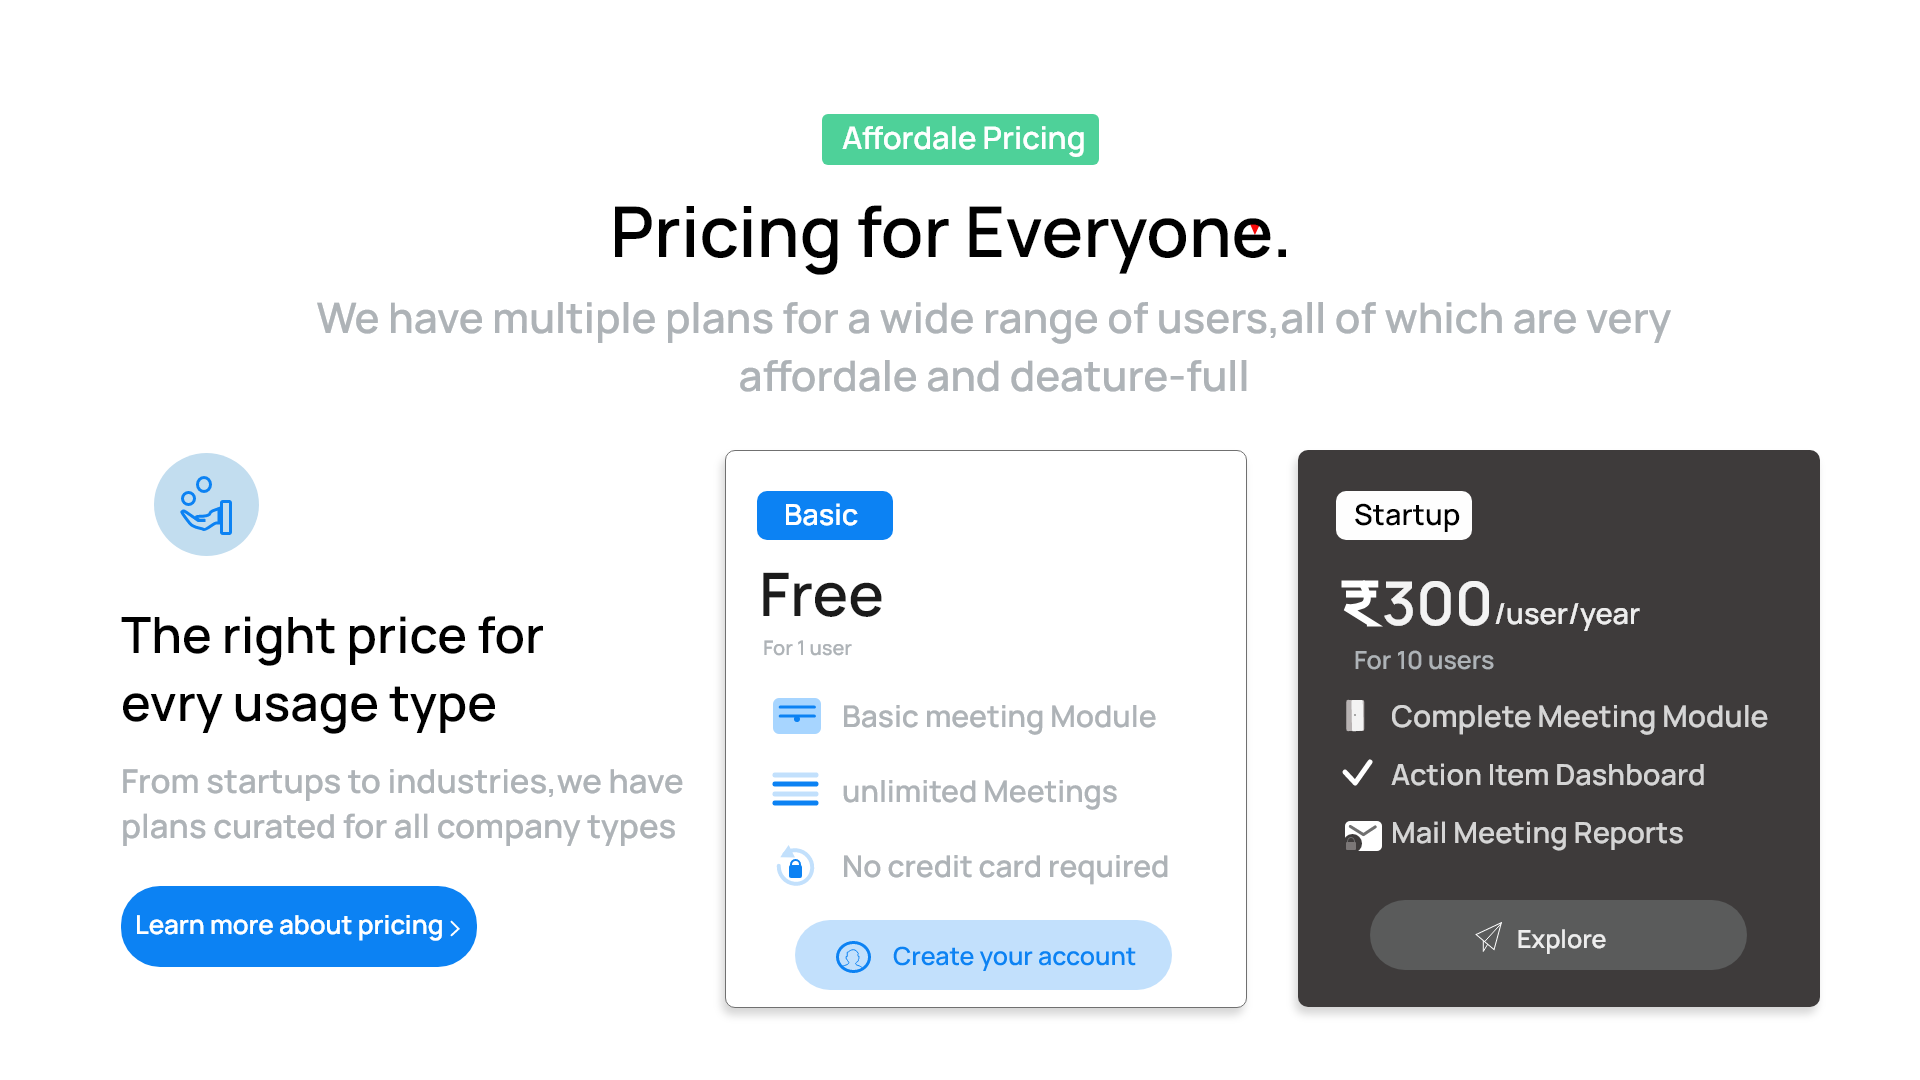 Affordale Pricing
Pricing for Everyone.
We have multiple plans for a wide range of users,all of which are very
affordale and deature-full
The right price for
evry usage type
From startups to industries,we have
plans curated for all company types
Learn more about pricing
Basic
Free
For 1 user
Basic meeting Module
unlimited Meetings
No credit card required
Create your account
Startup
₹300/user/year
For 10 users
Complete Meeting Module
Action Item Dashboard
Mail Meeting Reports
Explore